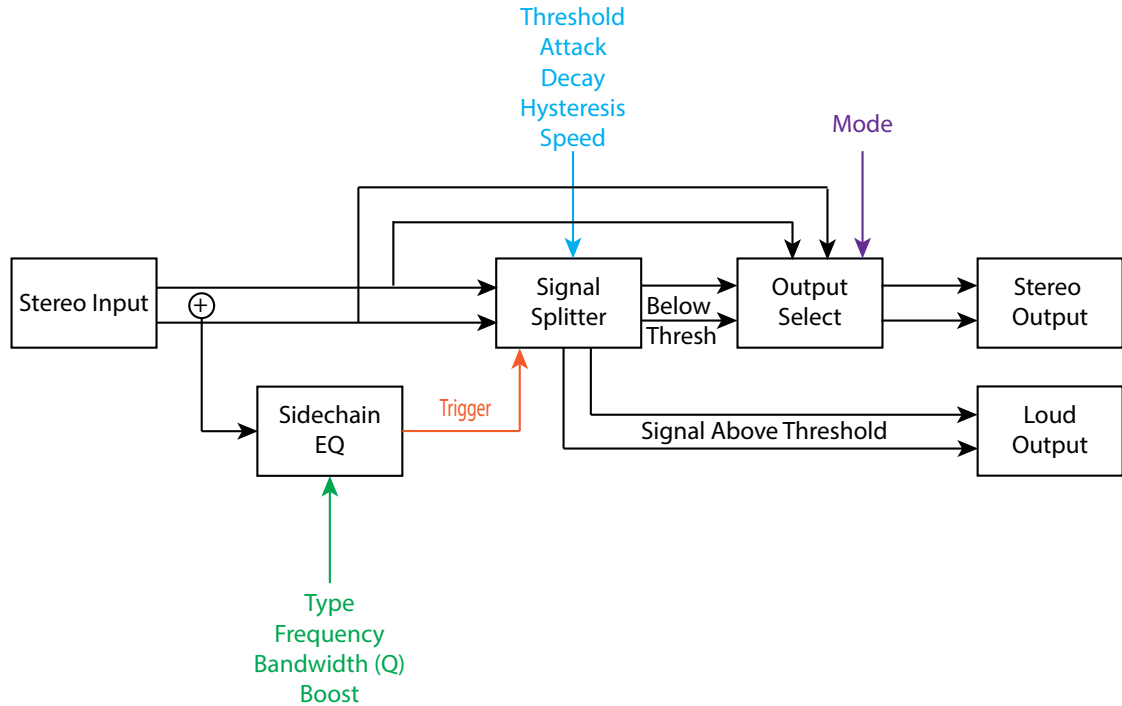 Threshold
Attack
Decay
Hysteresis
Speed
Mode
Stereo Input
+
Signal
Splitter
Below
Thresh
Output
Select
Stereo
Output
Sidechain
EQ
Trigger
Signal Above Threshold
Loud
Output
Type
Frequency
Bandwidth (Q)
Boost